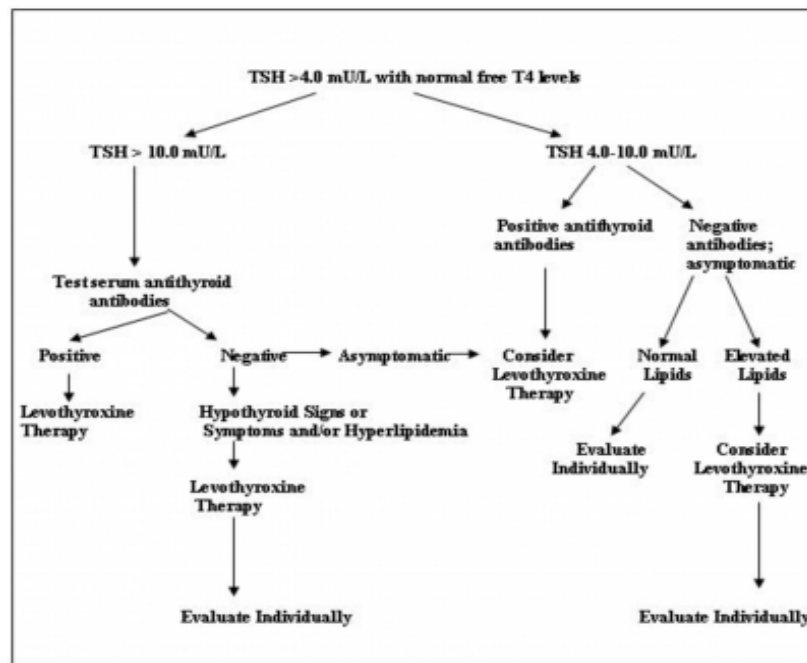 TSH >4.0 mU/L with normal free T4 levels
TSH > 10.0 mU/L
TSH 4.0-10.0 mU/L
Positive antithyroid
antibodies
Negative
antibodies;
asymptomatic
Test serum antithyroid
antibodies
Positive
Negative
Asymptomatic
Consider
Levothyroxine
Therapy
Normal
Lipids
Elevated
Lipids
Levothyroxine
Therapy
Hypothyroid Signs or
Symptoms and/or Hyperlipidemia
Evaluate
Individually
Consider
Levothyroxine
Therapy
Levothyroxine
Therapy
Evaluate Individually
Evaluate Individually